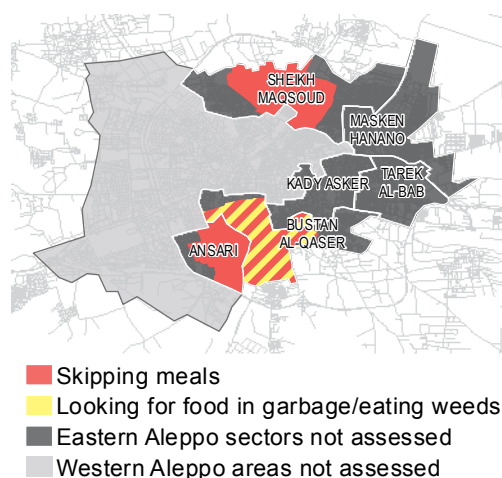 SHEIKH
MAQSOUD
MASKEN
HANANO
KADY ASKER
TAREK
AL-BAB
BUSTAN
AL-QASER
ANSARI
Skipping meals
Looking for food in garbage/eating weeds
Eastern Aleppo sectors not assessed
Western Aleppo areas not assessed